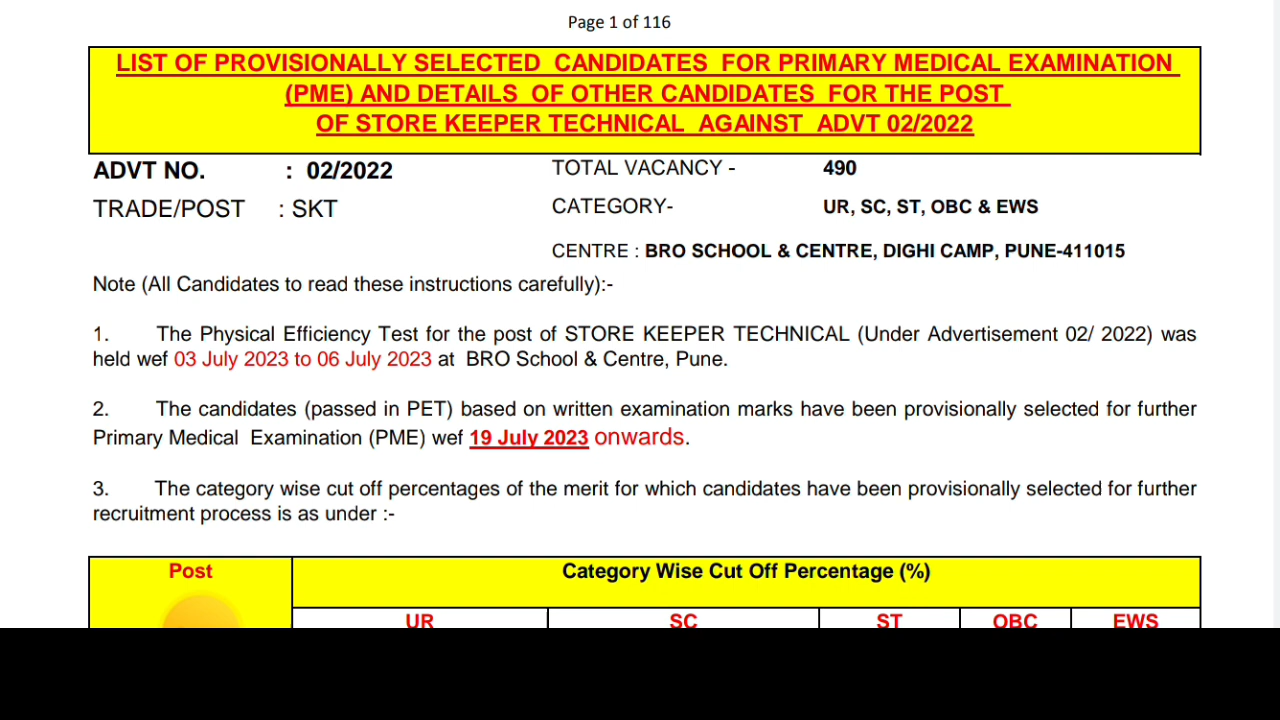 Page 1 of 116
LIST OF PROVISIONALLY SELECTED CANDIDATES FOR PRIMARY MEDICAL EXAMINATION
(PME) AND DETAILS OF OTHER CANDIDATES FOR THE POST
OF STORE KEEPER TECHNICAL AGAINST ADVT 02/2022
ADVT NO. : 02/2022 TOTAL VACANCY - 490
TRADE/POST : SKT CATEGORY- UR, SC, ST, OBC & EWS
CENTRE : BRO SCHOOL & CENTRE, DIGHI CAMP, PUNE-411015
Note (All Candidates to read these instructions carefully):-
1. The Physical Efficiency Test for the post of STORE KEEPER TECHNICAL (Under Advertisement 02/ 2022) was
held wef 03 July 2023 to 06 July 2023 at BRO School & Centre, Pune.
2. The candidates (passed in PET) based on written examination marks have been provisionally selected for further
Primary Medical Examination (PME) wef 19 July 2023 onwards.
3. The category wise cut off percentages of the merit for which candidates have been provisionally selected for further
recruitment process is as under :-
Post Category Wise Cut Off Percentage (%)
UR SC ST OBC EWS